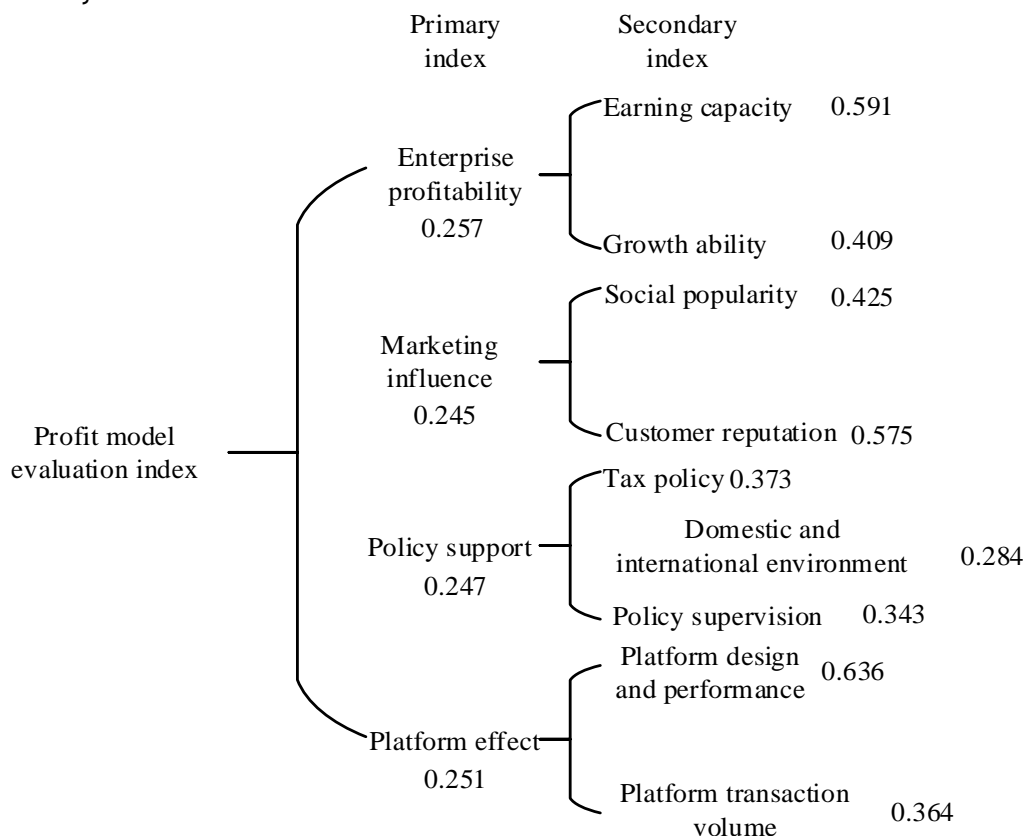 Primary
index
Secondary
index
Earning capacity 0.591
Enterprise
profitability
0.257
Growth ability 0.409
Social popularity 0.425
Marketing
influence
0.245
Customer reputation 0.575
Profit model
evaluation index
Tax policy 0.373
Domestic and
international environment 0.284
Policy support
0.247
Policy supervision 0.343
Platform design
and performance 0.636
Platform effect
0.251
Platform transaction
volume 0.364